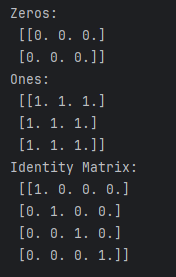 Zeros:
 [[0. 0. 0.]
 [0. 0. 0.]]
Ones:
 [[1. 1. 1.]
 [1. 1. 1.]
 [1. 1. 1.]]
Identity Matrix:
 [[1. 0. 0. 0.]
 [0. 1. 0. 0.]
 [0. 0. 1. 0.]
 [0. 0. 0. 1.]]